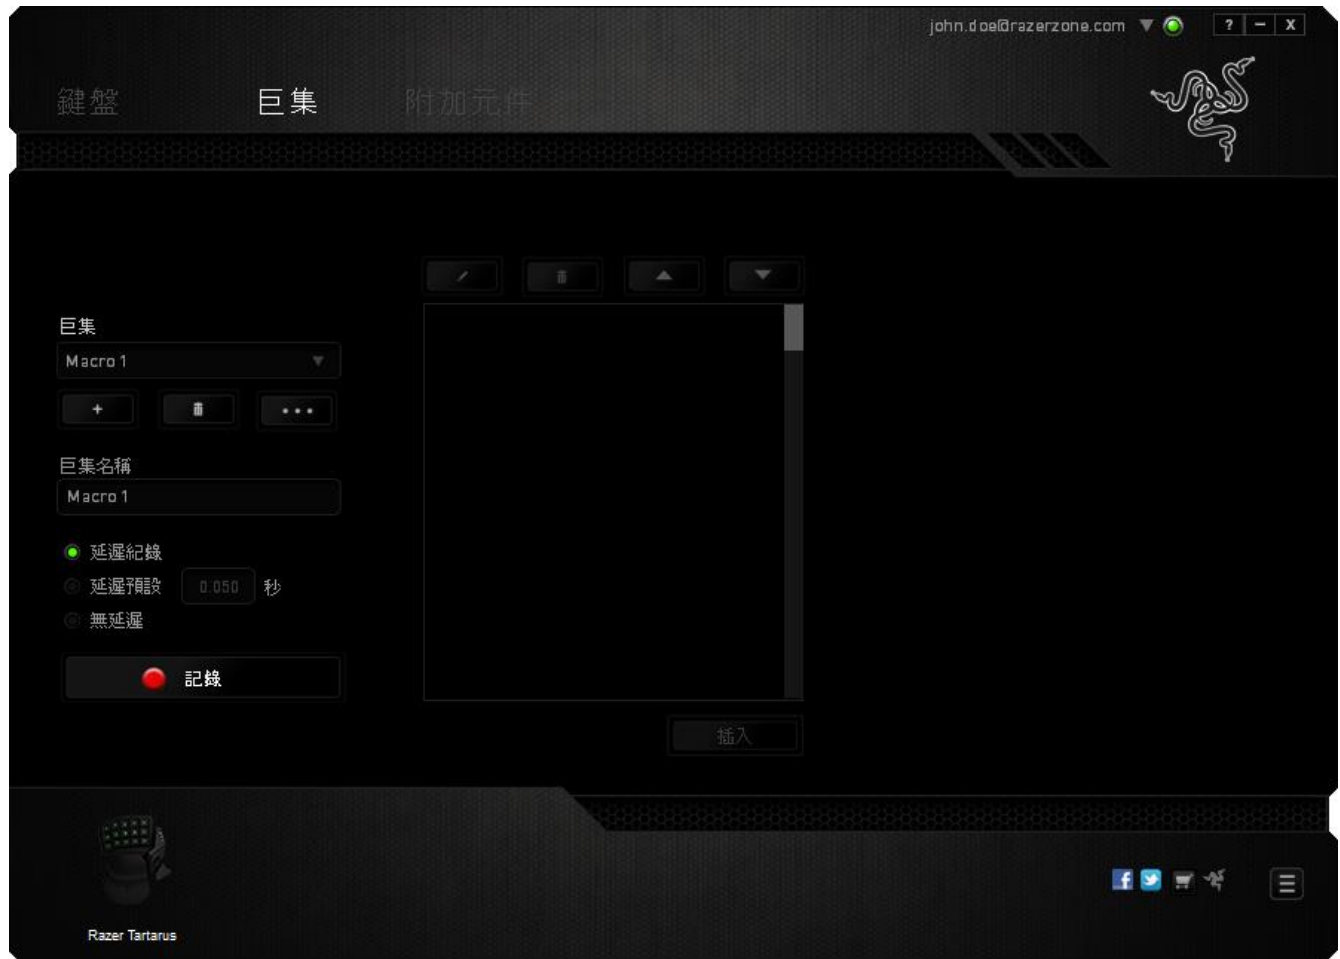 john.doe@razerzone.com
? – X
鍵盤 巨集 附加元件
巨集
Macro 1
巨集名稱
Macro 1
延遲紀錄
延遲預設 0.050 秒
無延遲
記錄
插入
Razer Tartarus